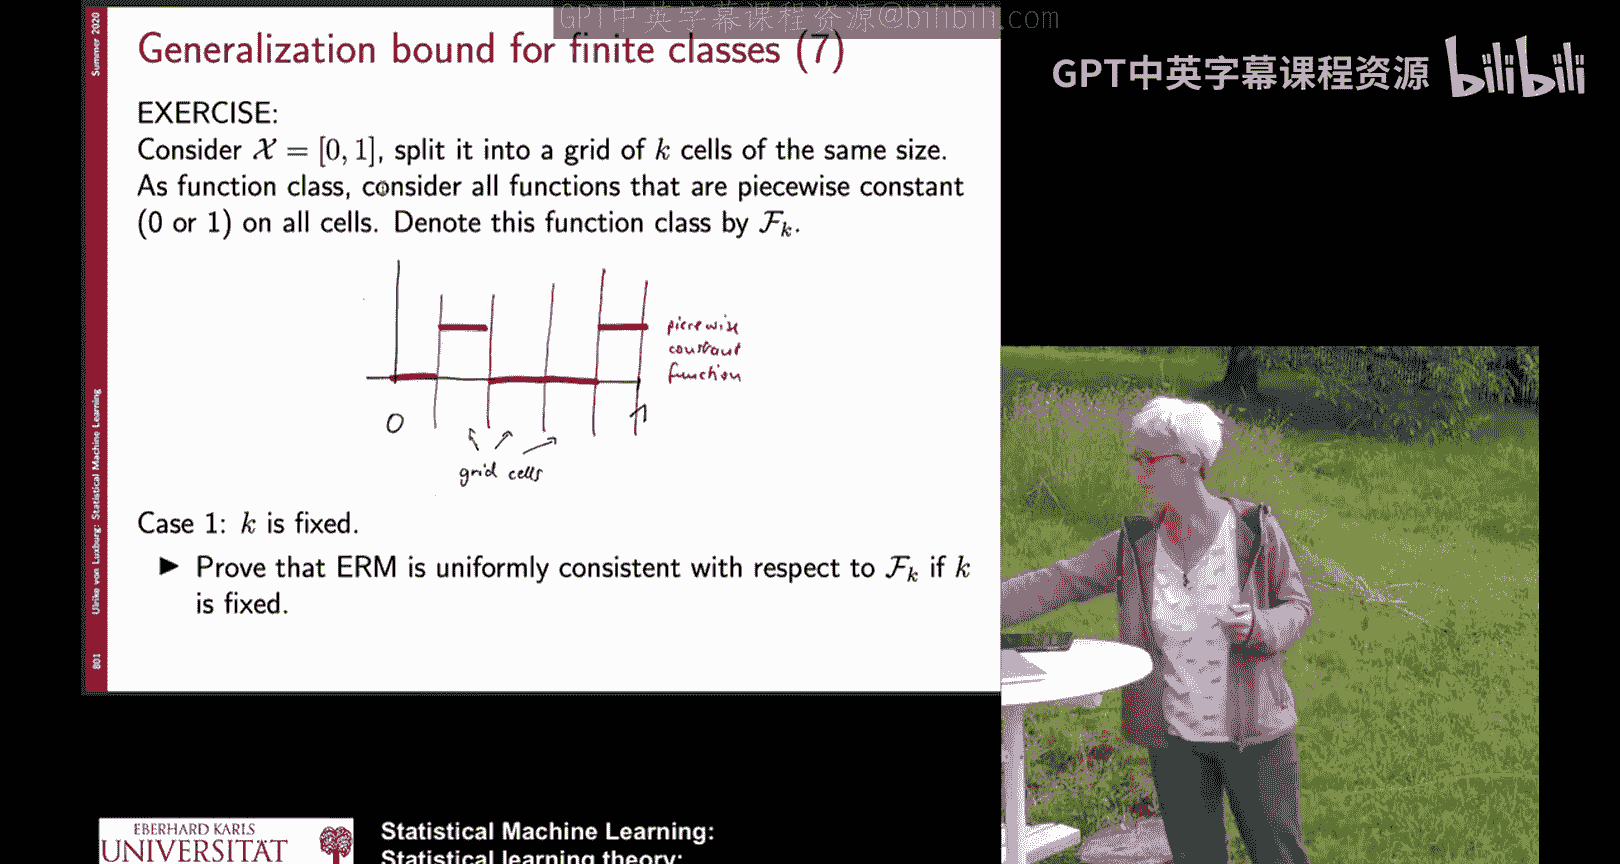 GPT中英字幕课程资源@bilibili.com
Summer 2020
Generalization bound for finite classes (7)
GPT中英字幕课程资源 bilibili
EXERCISE:
Consider 𝒳 = [0, 1], split it into a grid of k cells of the same size.
As function class, consider all functions that are piecewise constant
(0 or 1) on all cells. Denote this function class by ℱₖ.
piecewise
constant
function
0
1
grid cells
Case 1: k is fixed.
► Prove that ERM is uniformly consistent with respect to ℱₖ if k
is fixed.
Ulrike von Luxburg: Statistical Machine Learning
801
EBERHARD KARLS
UNIVERSITÄT
Statistical Machine Learning:
Statistical learning theory: